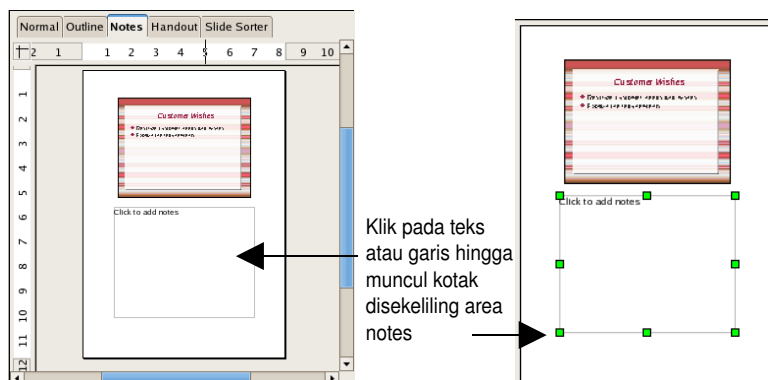 Normal Outline Notes Handout Slide Sorter
2 1 1 2 3 4 5 6 7 8 9 10
1
2
3
4
5
6
7
8
9
10
11
12
Customer Wishes
Click to add notes
Klik pada teks
atau garis hingga
muncul kotak
disekeliling area
notes
Customer Wishes
Click to add notes